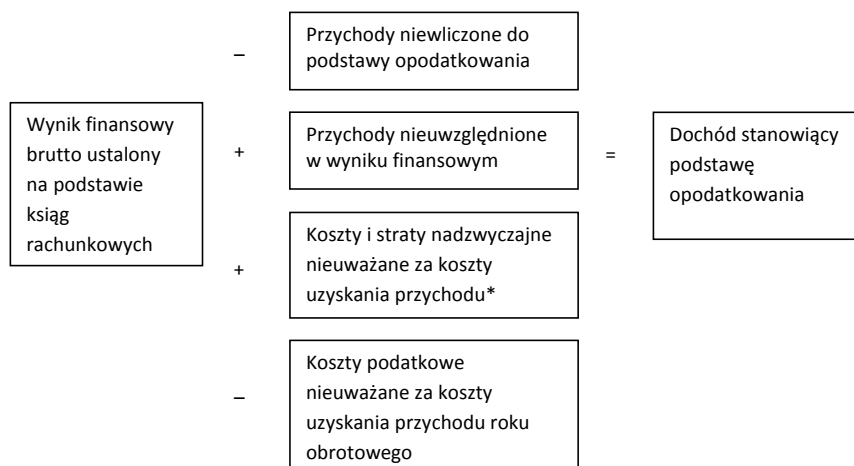 Wynik finansowy
brutto ustalony
na podstawie
ksiąg
rachunkowych
–
Przychody niewliczone do
podstawy opodatkowania
+
Przychody nieuwzględnione
w wyniku finansowym
+
Koszty i straty nadzwyczajne
nieuważane za koszty
uzyskania przychodu*
–
Koszty podatkowe
nieuważane za koszty
uzyskania przychodu roku
obrotowego
=
Dochód stanowiący
podstawę
opodatkowania